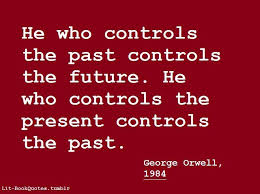 He who controls
the past controls
the future. He
who controls the
present controls
the past.
George Orwell,
1984
Lit-BookQuotes.tumblr